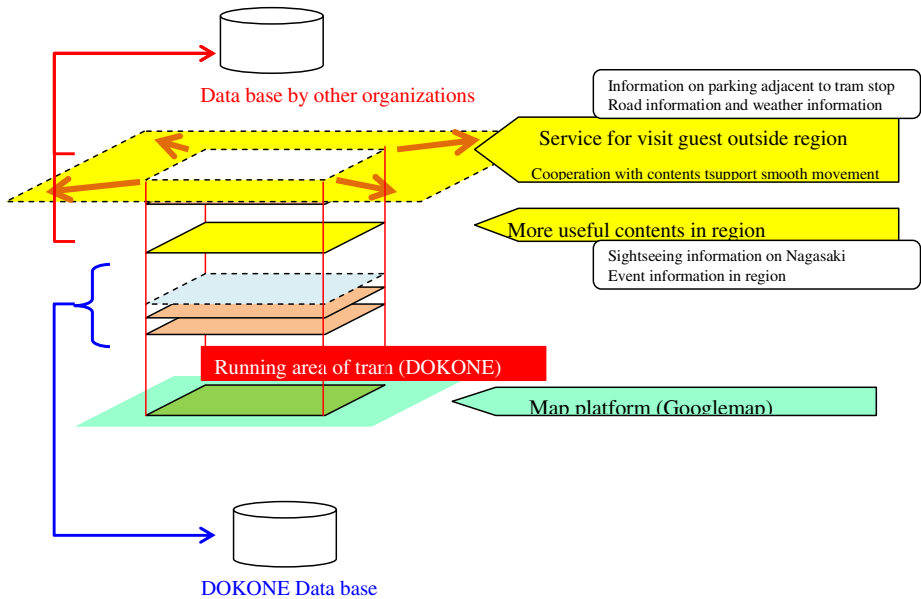 Data base by other organizations
Information on parking adjacent to tram stop
Road information and weather information
Service for visit guest outside region
Cooperation with contents tsupport smooth movement
More useful contents in region
Sightseeing information on Nagasaki
Event information in region
Running area of tram (DOKONE)
Map platform (Googlemap)
DOKONE Data base